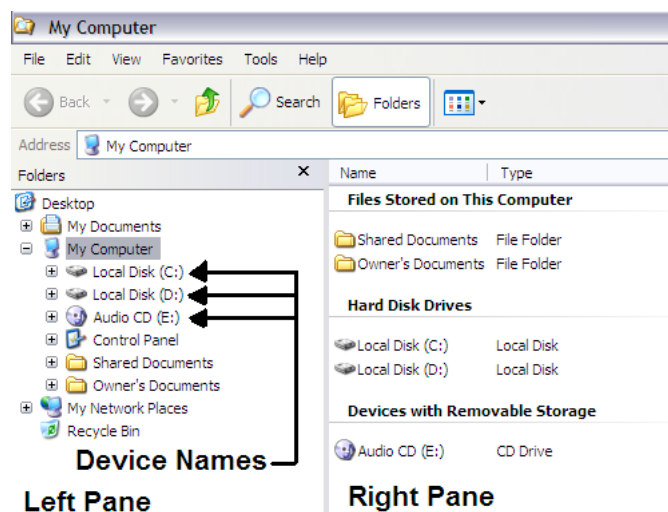 My Computer
File Edit View Favorites Tools Help
Back Search Folders
Address My Computer
Folders x
Desktop
My Documents
My Computer
Local Disk (C:)
Local Disk (D:)
Audio CD (E:)
Control Panel
Shared Documents
Owner's Documents
My Network Places
Recycle Bin
Device Names
Left Pane
Name Type
Files Stored on This Computer
Shared Documents File Folder
Owner's Documents File Folder
Hard Disk Drives
Local Disk (C:) Local Disk
Local Disk (D:) Local Disk
Devices with Removable Storage
Audio CD (E:) CD Drive
Right Pane